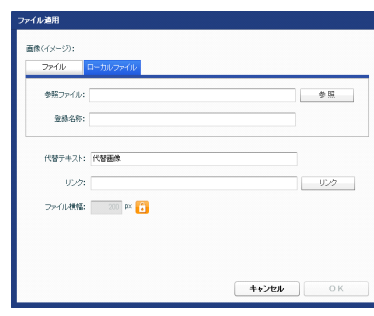 ファイル適用
画像(イメージ):
ファイル ローカルファイル
参照ファイル: 参照
登録名称:
代替テキスト: 代替画像
リンク: リンク
ファイル横幅: 200 px
キャンセル OK